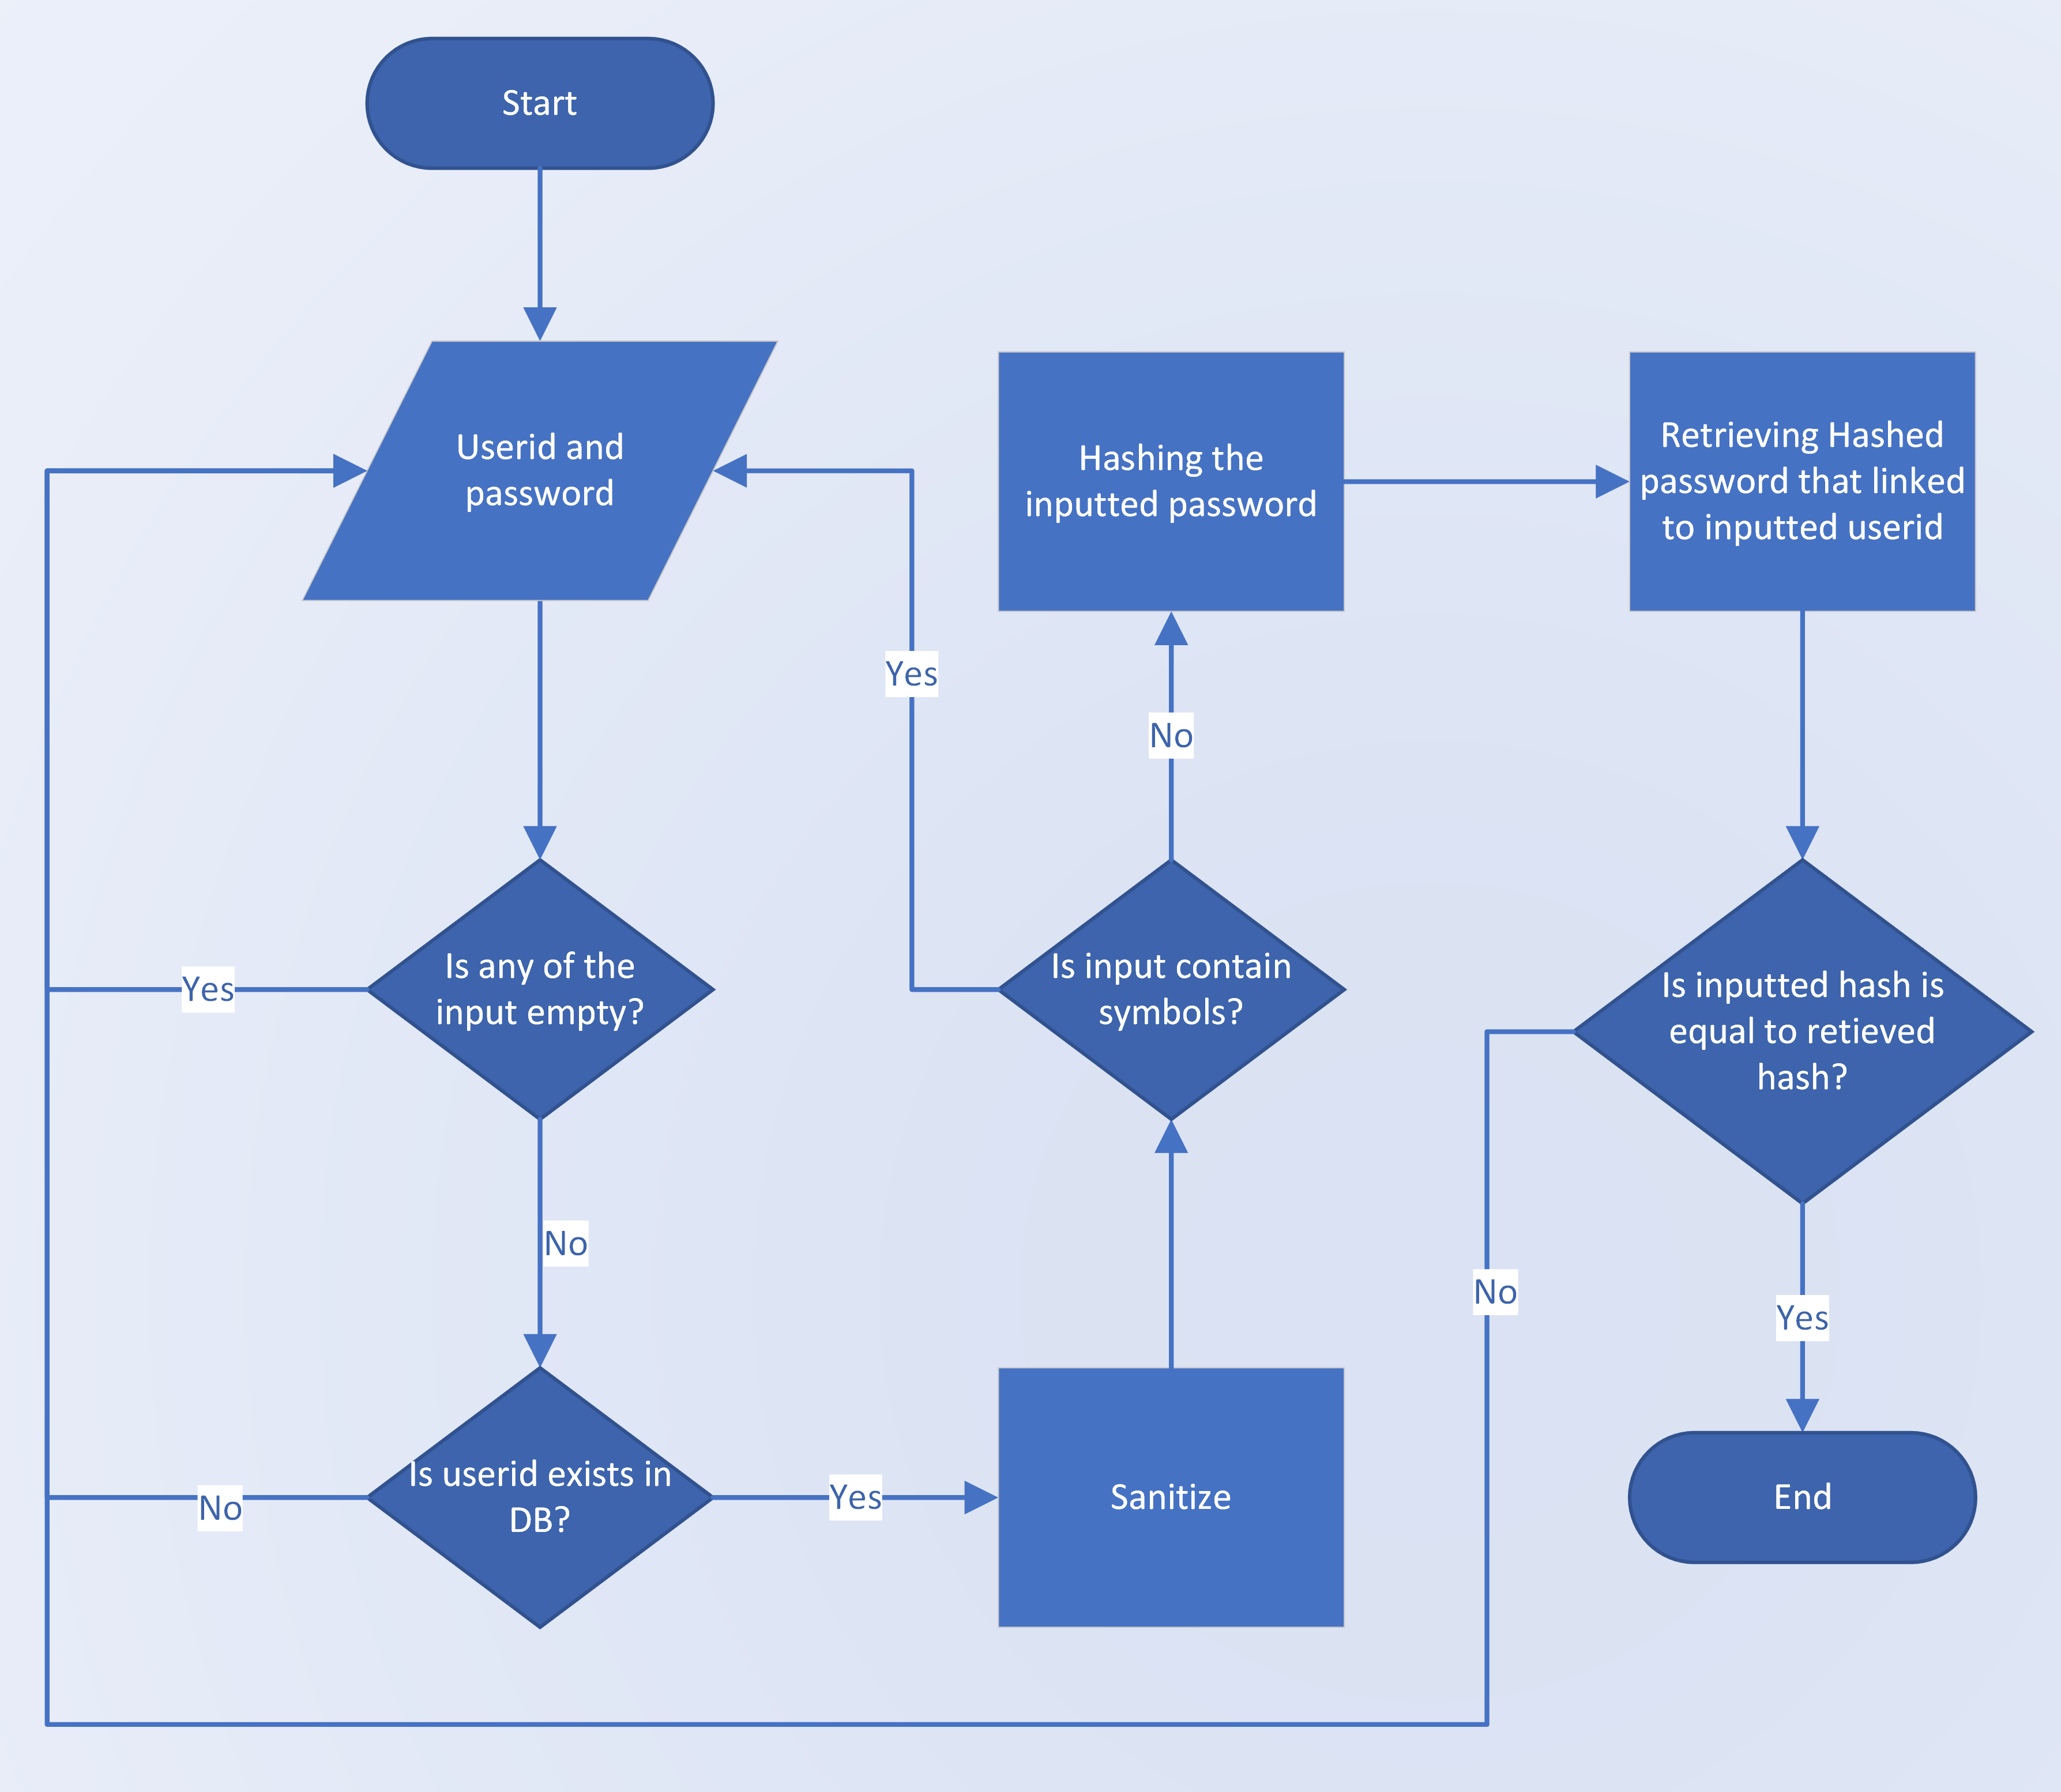 Start
Userid and
password
Is any of the
input empty?
Yes
No
Is userid exists in
DB?
No
Yes
Sanitize
Is input contain
symbols?
Yes
No
Hashing the
inputted password
Retrieving Hashed
password that linked
to inputted userid
Is inputted hash is
equal to retieved
hash?
No
Yes
End